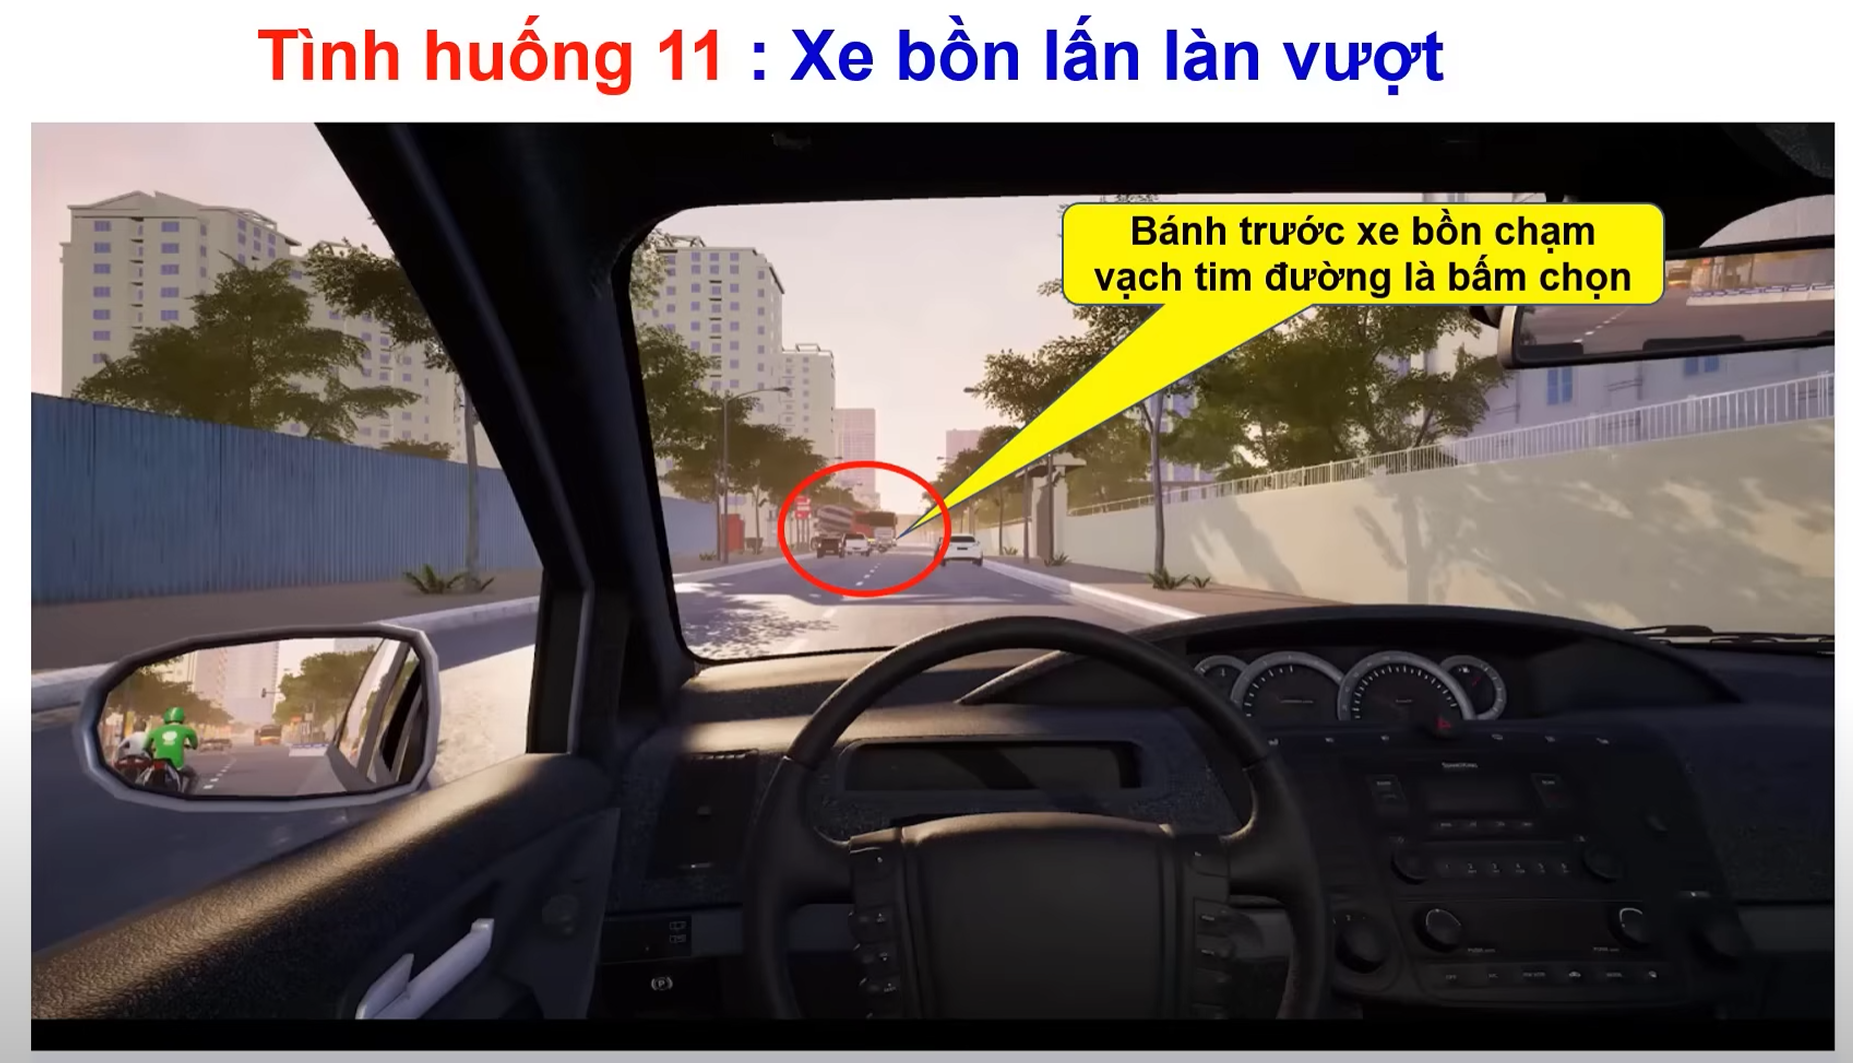 Tình huống 11 : Xe bồn lấn làn vượt
Bánh trước xe bồn chạm
vạch tim đường là bấm chọn